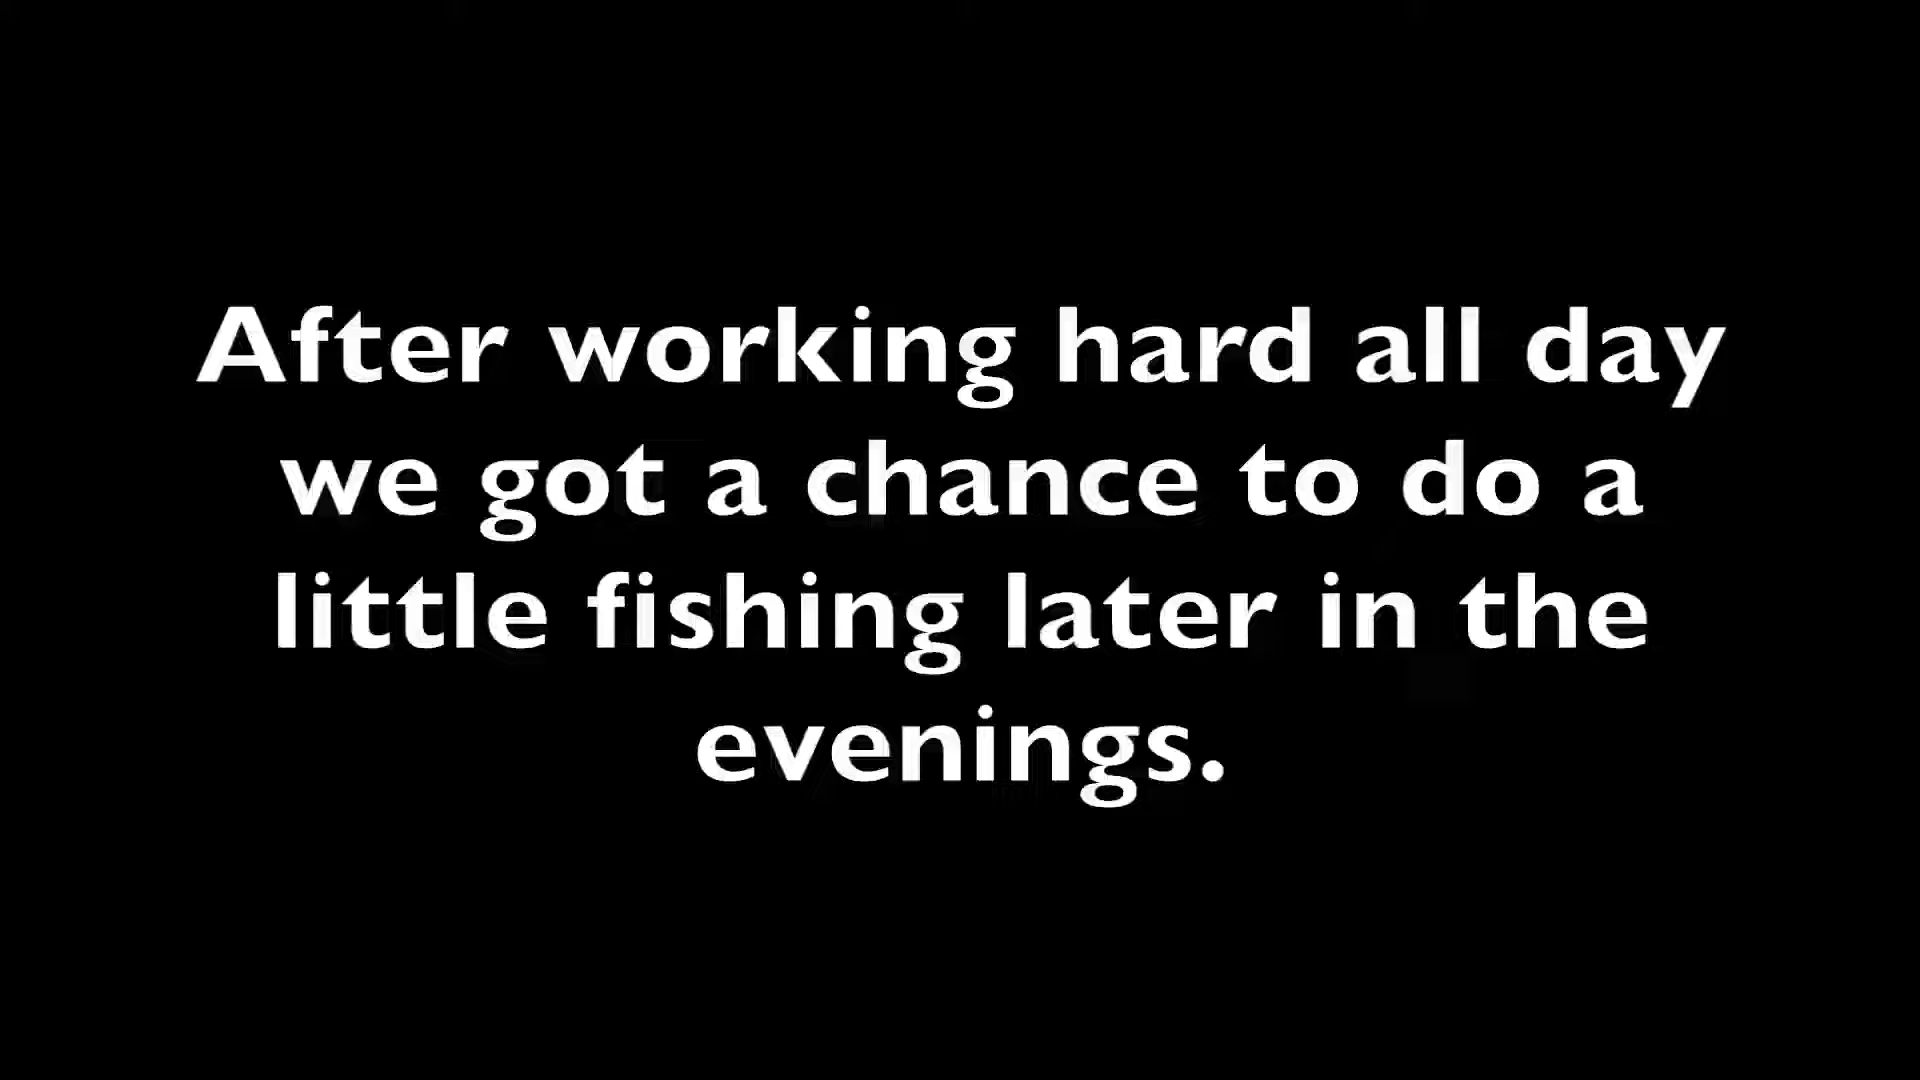 After working hard all day
we got a chance to do a
little fishing later in the
evenings.